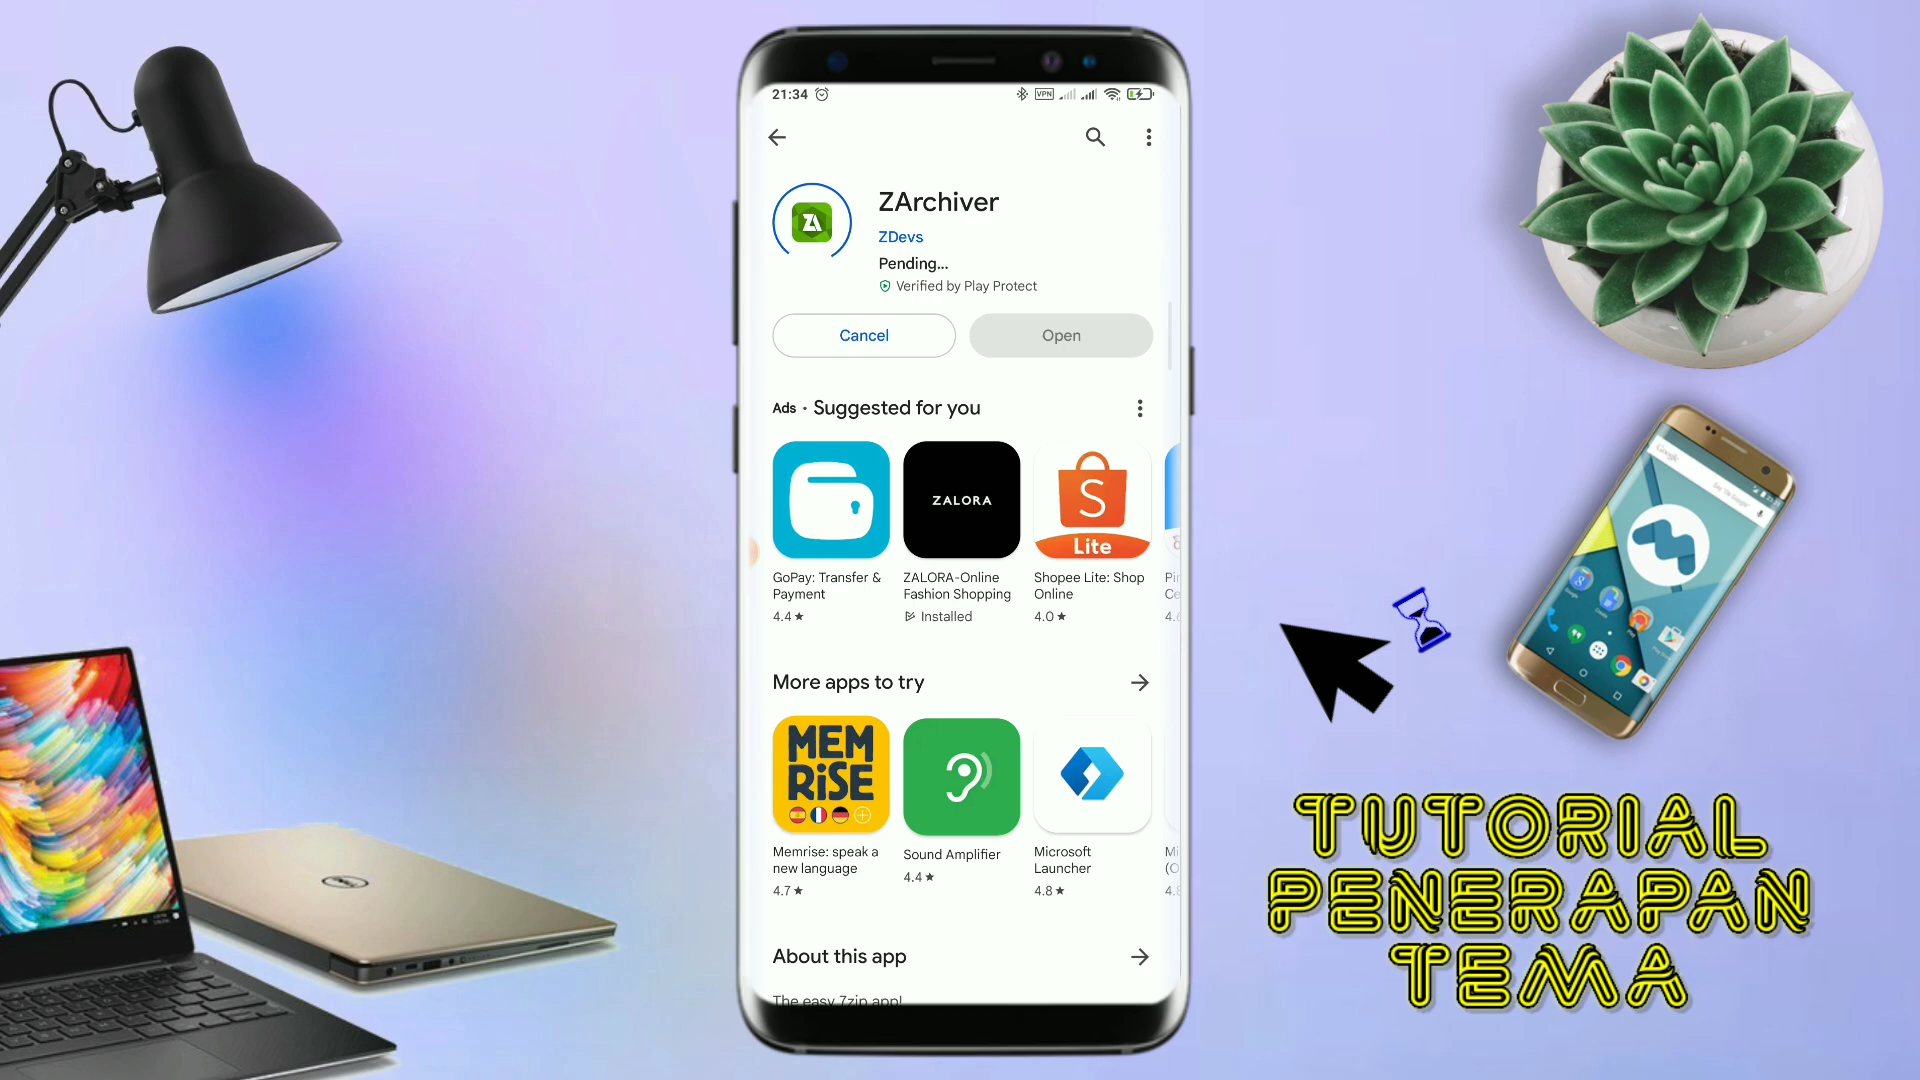 21:34
VPN
ZArchiver
ZDevs
Pending...
Verified by Play Protect
Cancel
Open
Ads • Suggested for you
ZALORA
S
Lite
GoPay: Transfer & Payment
4.4★
ZALORA-Online Fashion Shopping
Installed
Shopee Lite: Shop Online
4.0★
More apps to try
MEM
RiSE
Memrise: speak a new language
4.7★
Sound Amplifier
4.4★
Microsoft Launcher
4.8★
About this app
The easy 7zip app!
DELL
Google
TUTORIAL
PENERAPAN
TEMA